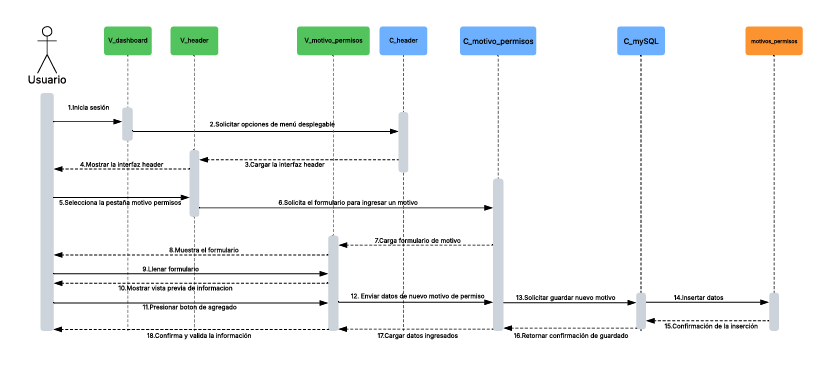 V_dashboard
V_header
V_motivo_permisos
C_header
C_motivo_permisos
C_mySQL
motivos_permisos
Usuario
1.Inicia sesión
2.Solicitar opciones de menú desplegable
3.Cargar la interfaz header
4.Mostrar la interfaz header
5.Selecciona la pestaña motivo permisos
6.Solicita el formulario para ingresar un motivo
7.Carga formulario de motivo
8.Muestra el formulario
9.Llenar formulario
10.Mostrar vista previa de informacion
11.Presionar boton de agregado
12. Enviar datos de nuevo motivo de permiso
13.Solicitar guardar nuevo motivo
14.Insertar datos
15.Confirmación de la inserción
16.Retornar confirmación de guardado
17.Cargar datos ingresados
18.Confirma y valida la información